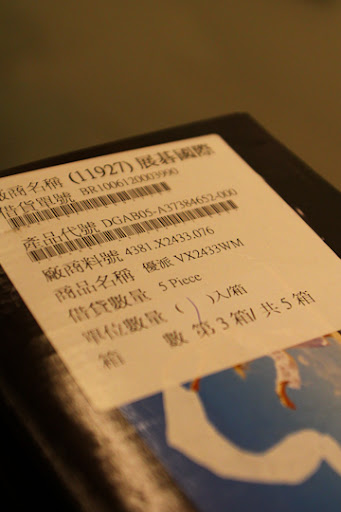 廠商名稱 (11927) 展碁國際
借貨單號 BR1006120003990
產品代號 DGAB05-A37384652-000
廠商料號 4381.X2433.076
商品名稱 優派 VX2433WM
借貨數量 5 Piece
單位數量 ( )入/箱
箱 數 第 3 箱/ 共 5 箱